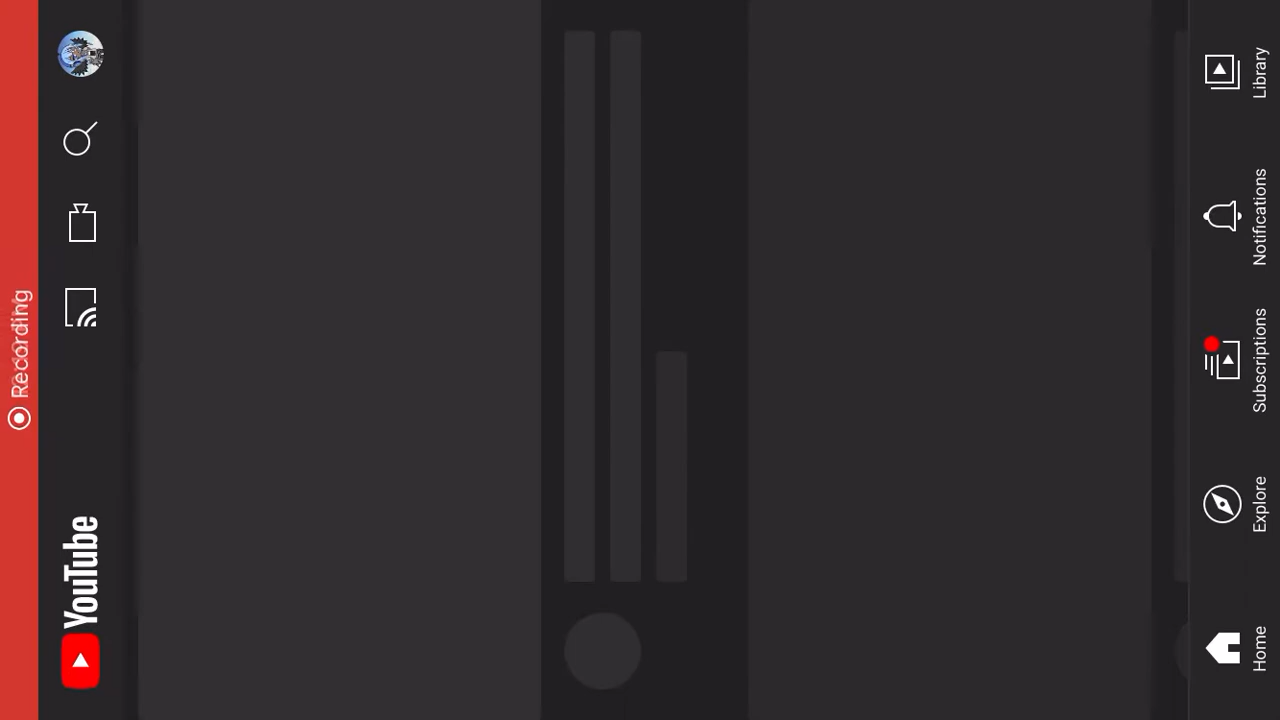 Recording
YouTube
Home
Explore
Subscriptions
Notifications
Library